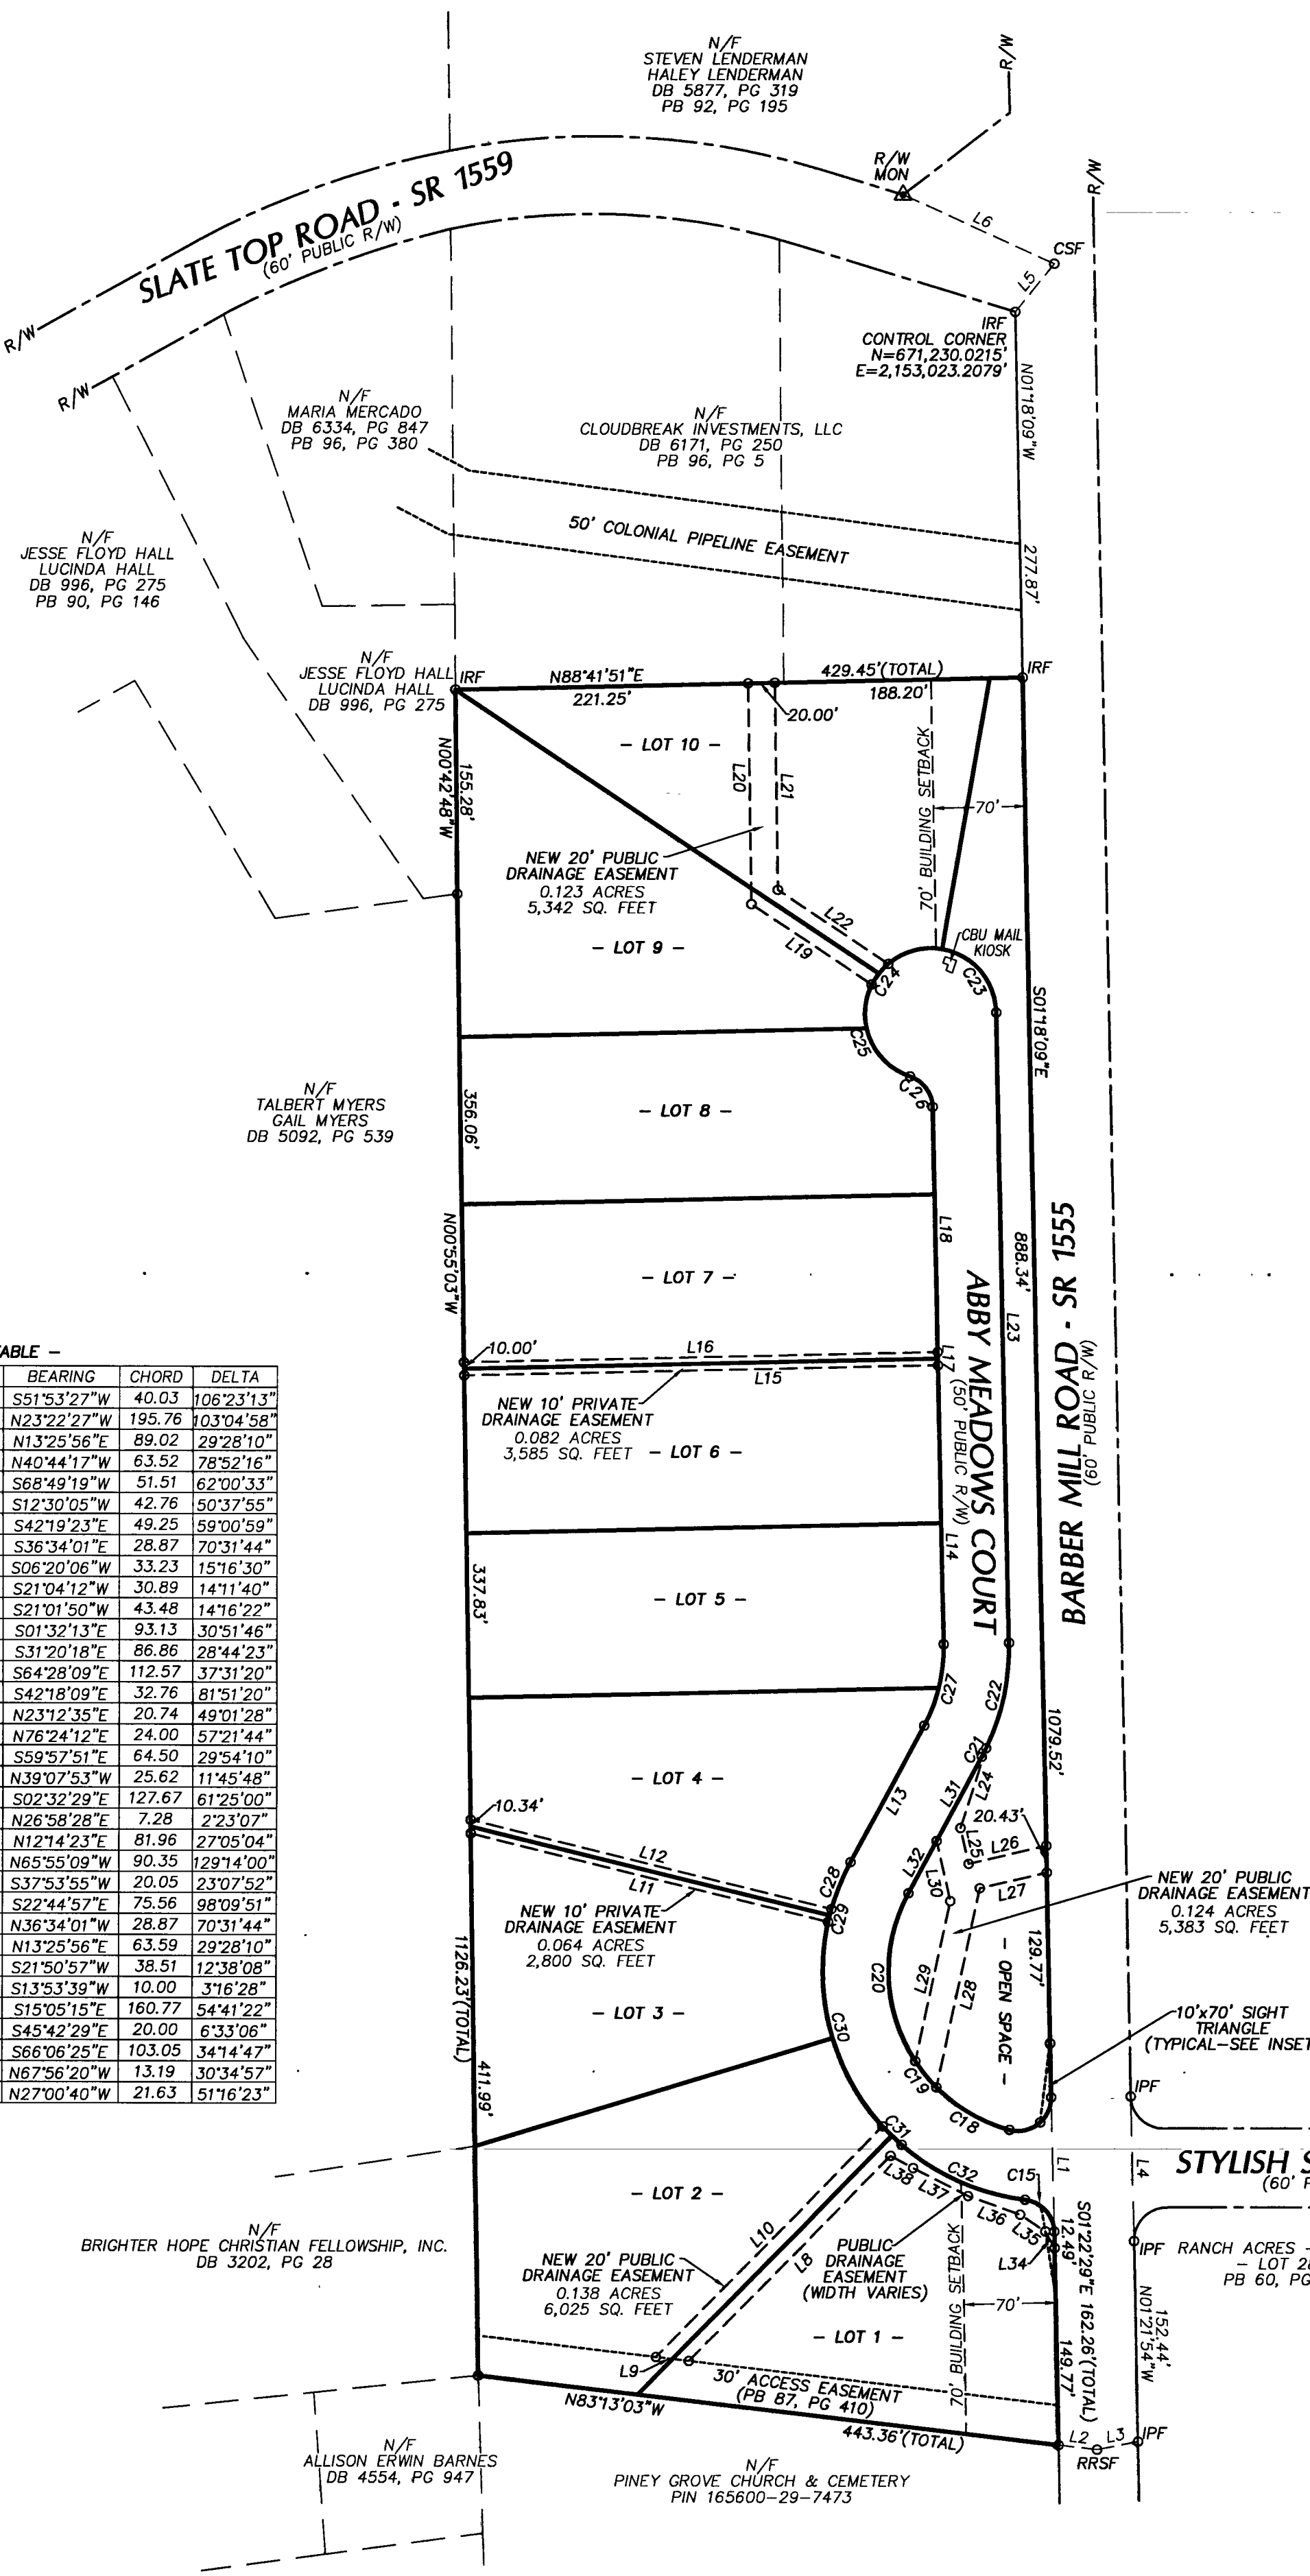 N/F
STEVEN LENDERMAN
HALEY LENDERMAN
DB 5877, PG 319
PB 92, PG 195
R/W
R/W
MON
R/W
L6
CSF
L5
SLATE TOP ROAD - SR 1559
(60' PUBLIC R/W)
R/W
R/W
IRF
CONTROL CORNER
N=671,230.0215'
E=2,153,023.2079'
N01°18'09"W
277.87'
N/F
MARIA MERCADO
DB 6334, PG 847
PB 96, PG 380
N/F
CLOUDBREAK INVESTMENTS, LLC
DB 6171, PG 250
PB 96, PG 5
50' COLONIAL PIPELINE EASEMENT
N/F
JESSE FLOYD HALL
LUCINDA HALL
DB 996, PG 275
PB 90, PG 146
N/F
JESSE FLOYD HALL
LUCINDA HALL
DB 996, PG 275
IRF
N88°41'51"E
221.25'
429.45'(TOTAL)
188.20'
IRF
20.00'
- LOT 10 -
N00°42'48"W
155.28'
L20
L21
70' BUILDING SETBACK
70'
NEW 20' PUBLIC
DRAINAGE EASEMENT
0.123 ACRES
5,342 SQ. FEET
L22
L19
CBU MAIL
KIOSK
- LOT 9 -
C24
C23
C25
C26
S01°18'09"E
888.34'
N/F
TALBERT MYERS
GAIL MYERS
DB 5092, PG 539
356.06'
N00°55'03"W
- LOT 8 -
L18
- LOT 7 -
ABBY MEADOWS COURT
(50' PUBLIC R/W)
L23
BARBER MILL ROAD - SR 1555
(60' PUBLIC R/W)
10.00'
L16
L17
L15
NEW 10' PRIVATE
DRAINAGE EASEMENT
0.082 ACRES
3,585 SQ. FEET
- LOT 6 -
L14
337.83'
- LOT 5 -
C27
C22
1079.52'
- LOT 4 -
C21
L24
L31
L13
20.43'
L25
L26
10.34'
L12
L11
L32
L27
L30
C28
C29
NEW 10' PRIVATE
DRAINAGE EASEMENT
0.064 ACRES
2,800 SQ. FEET
NEW 20' PUBLIC
DRAINAGE EASEMENT
0.124 ACRES
5,383 SQ. FEET
129.77'
L29
L28
- OPEN SPACE -
C20
- LOT 3 -
C30
1126.23'(TOTAL)
411.99'
10'x70' SIGHT
TRIANGLE
(TYPICAL-SEE INSET
C19
C18
IPF
C31
L38
L37
C32
C15
L36
L35
L34
L1
L4
STYLISH S
(60' P
- LOT 2 -
L10
L8
PUBLIC
DRAINAGE
EASEMENT
(WIDTH VARIES)
NEW 20' PUBLIC
DRAINAGE EASEMENT
0.138 ACRES
6,025 SQ. FEET
L9
70' BUILDING SETBACK
70'
- LOT 1 -
S01°22'29"E 162.26'(TOTAL)
12.49'
149.77'
IPF
RANCH ACRES -
PB 60, PG
152.44'
N01°21'54"W
30' ACCESS EASEMENT
(PB 87, PG 410)
N83°13'03"W
443.36'(TOTAL)
L2
L3
IPF
RRSF
N/F
BRIGHTER HOPE CHRISTIAN FELLOWSHIP, INC.
DB 3202, PG 28
N/F
ALLISON ERWIN BARNES
DB 4554, PG 947
N/F
PINEY GROVE CHURCH & CEMETERY
PIN 165600-29-7473
TABLE -
BEARING CHORD DELTA
S51°53'27"W 40.03 106°23'13"
N23°22'27"W 195.76 103°04'58"
N13°25'56"E 89.02 29°28'10"
N40°44'17"W 63.52 78°52'16"
S68°49'19"W 51.51 62°00'33"
S12°30'05"W 42.76 50°37'55"
S42°19'23"E 49.25 59°00'59"
S36°34'01"E 28.87 70°31'44"
S06°20'06"W 33.23 15°16'30"
S21°04'12"W 30.89 14°11'40"
S21°01'50"W 43.48 14°16'22"
S01°32'13"E 93.13 30°51'46"
S31°20'18"E 86.86 28°44'23"
S64°28'09"E 112.57 37°31'20"
S42°18'09"E 32.76 81°51'20"
N23°12'35"E 20.74 49°01'28"
N76°24'12"E 24.00 57°21'44"
S59°57'51"E 64.50 29°54'10"
N39°07'53"W 25.62 11°45'48"
S02°32'29"E 127.67 61°25'00"
N26°58'28"E 7.28 2°23'07"
N12°14'23"E 81.96 27°05'04"
N65°55'09"W 90.35 129°14'00"
S37°53'55"W 20.05 23°07'52"
S22°44'57"E 75.56 98°09'51"
N36°34'01"W 28.87 70°31'44"
N13°25'56"E 63.59 29°28'10"
S21°50'57"W 38.51 12°38'08"
S13°53'39"W 10.00 3°16'28"
S15°05'15"E 160.77 54°41'22"
S45°42'29"E 20.00 6°33'06"
S66°06'25"E 103.05 34°14'47"
N67°56'20"W 13.19 30°34'57"
N27°00'40"W 21.63 51°16'23"